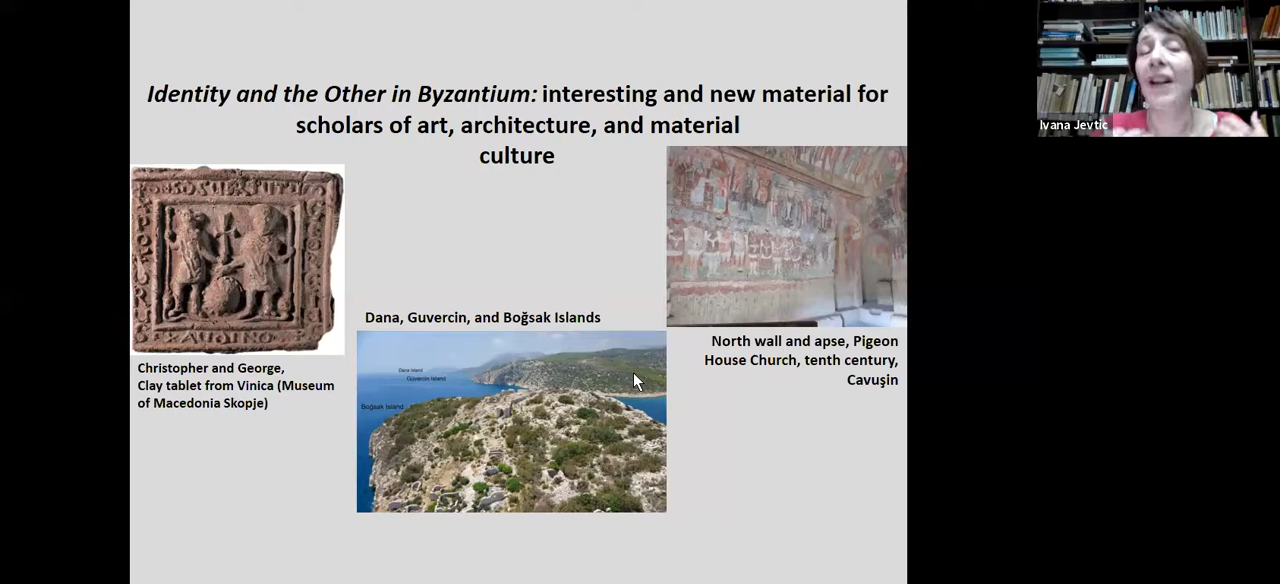 Identity and the Other in Byzantium: interesting and new material for
scholars of art, architecture, and material
culture
Ivana Jevtic
Dana, Guvercin, and Boğsak Islands
Dana Island
Guvercin Island
Boğsak Island
Christopher and George,
Clay tablet from Vinica (Museum
of Macedonia Skopje)
North wall and apse, Pigeon
House Church, tenth century,
Cavuşin